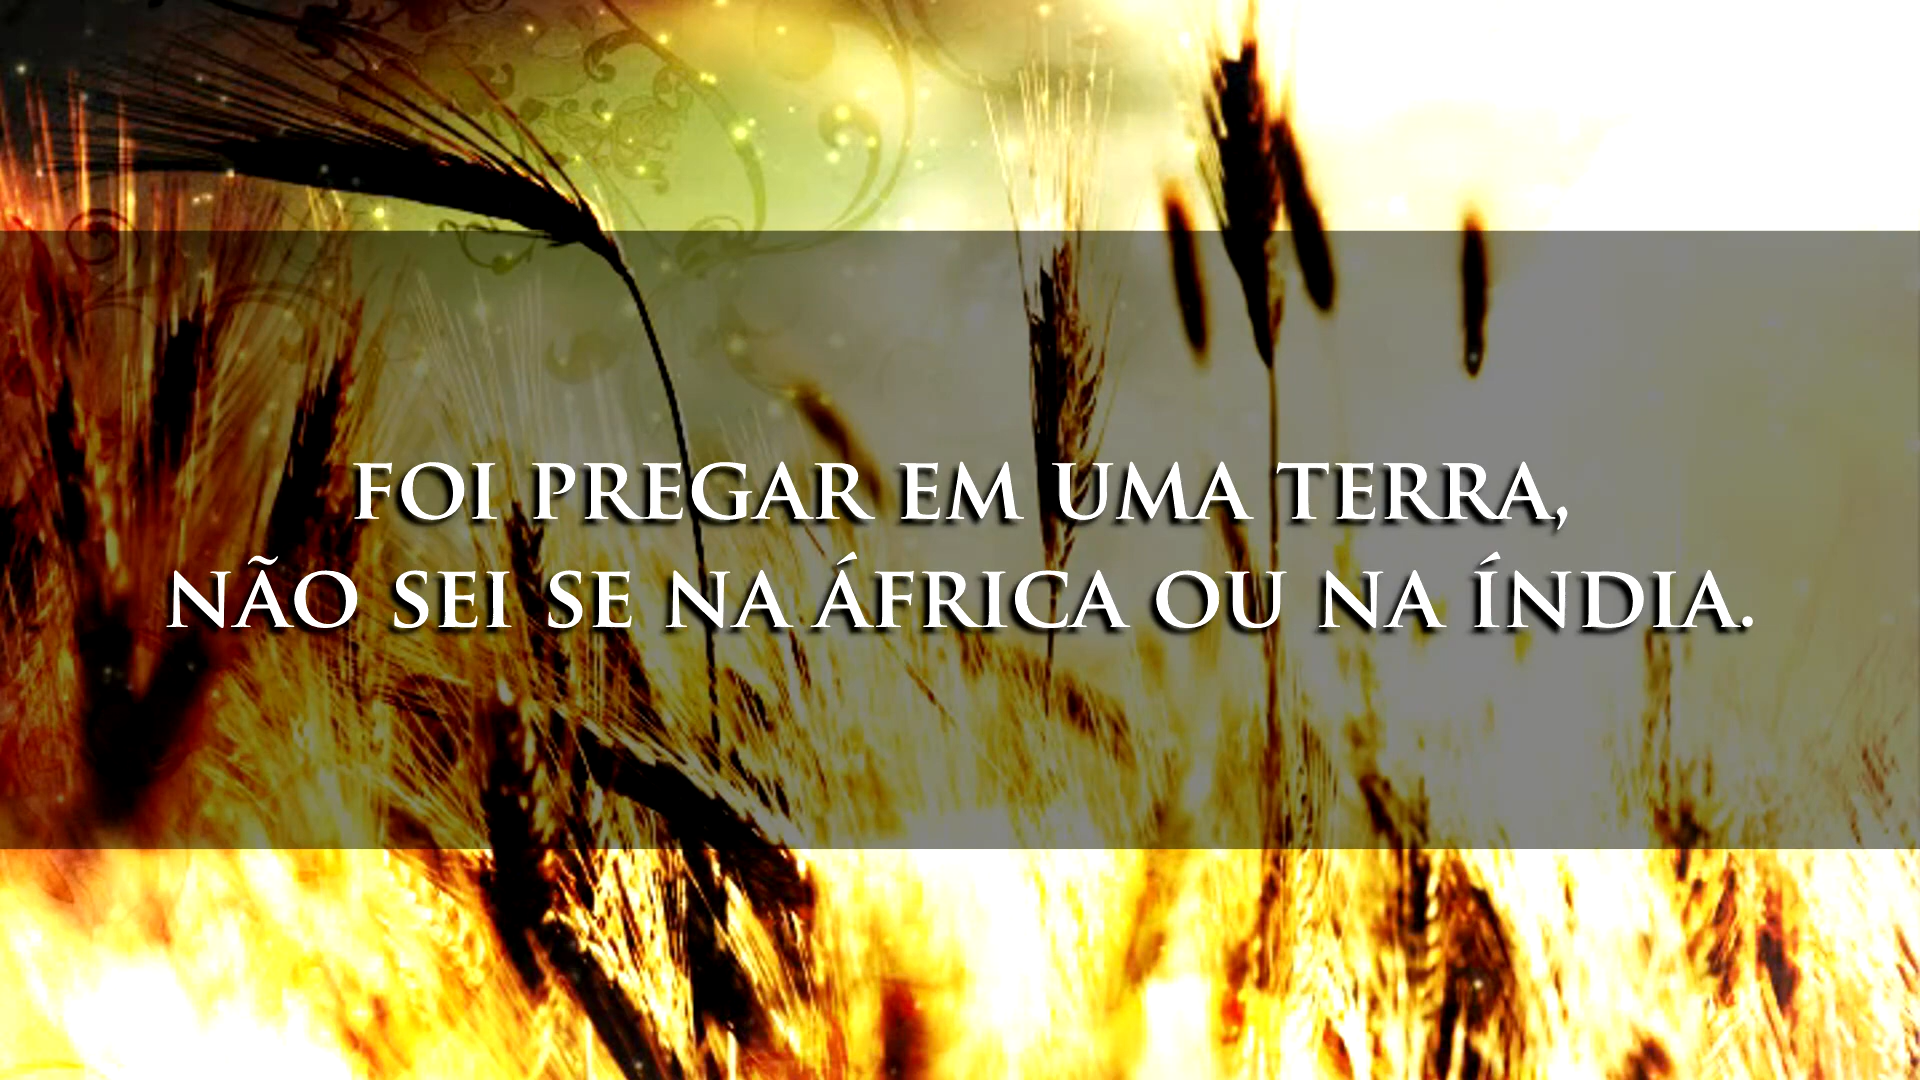 FOI PREGAR EM UMA TERRA,
NÃO SEI SE NA ÁFRICA OU NA ÍNDIA.